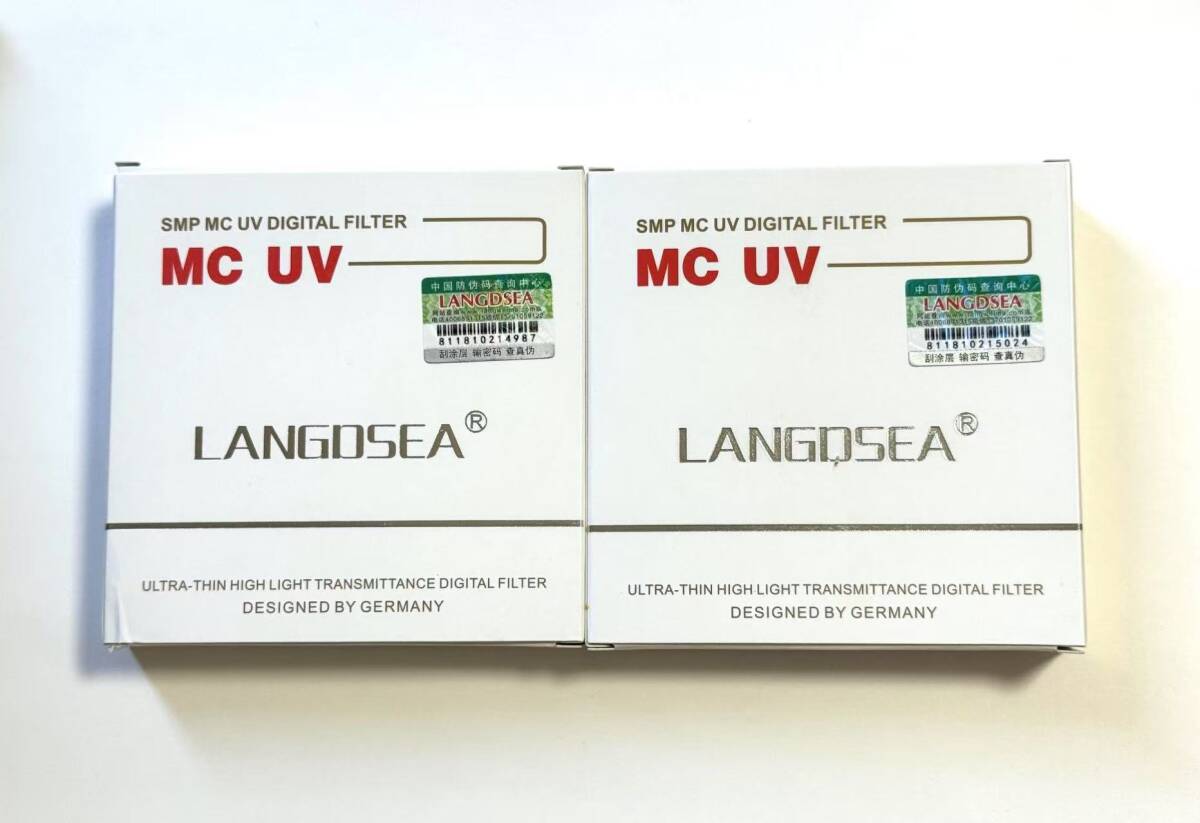 SMP MC UV DIGITAL FILTER
MC UV
中国防伪码查询中心
LANGDSEA
811810214987
刮涂层 输密码 查真伪
LANGDSEA®
ULTRA-THIN HIGH LIGHT TRANSMITTANCE DIGITAL FILTER
DESIGNED BY GERMANY
SMP MC UV DIGITAL FILTER
MC UV
中国防伪码查询中心
LANGDSEA
811810215024
刮涂层 输密码 查真伪
LANGDSEA®
ULTRA-THIN HIGH LIGHT TRANSMITTANCE DIGITAL FILTER
DESIGNED BY GERMANY